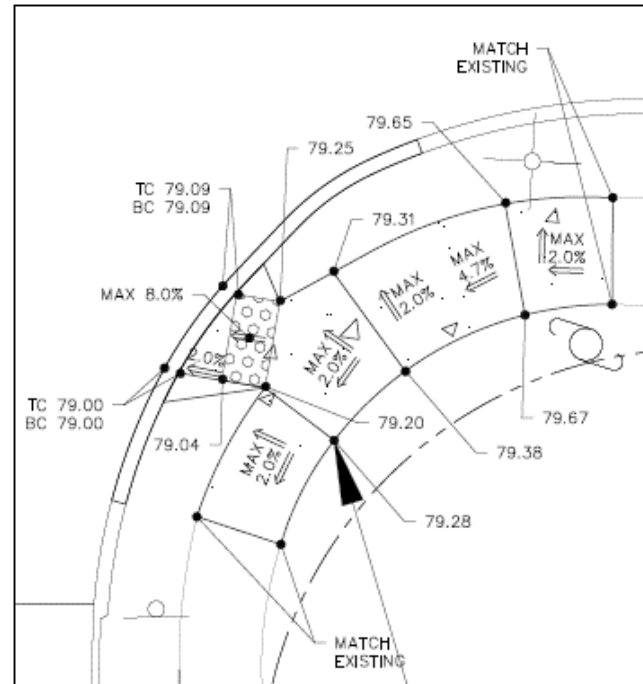 MATCH
EXISTING
79.65
79.25
TC 79.09
BC 79.09
79.31
MAX
2.0%
MAX
4.7%
MAX
2.0%
MAX 8.0%
MAX
2.0%
2.0%
TC 79.00
BC 79.00
79.04
79.20
79.38
79.67
MAX
2.0%
79.28
MATCH
EXISTING